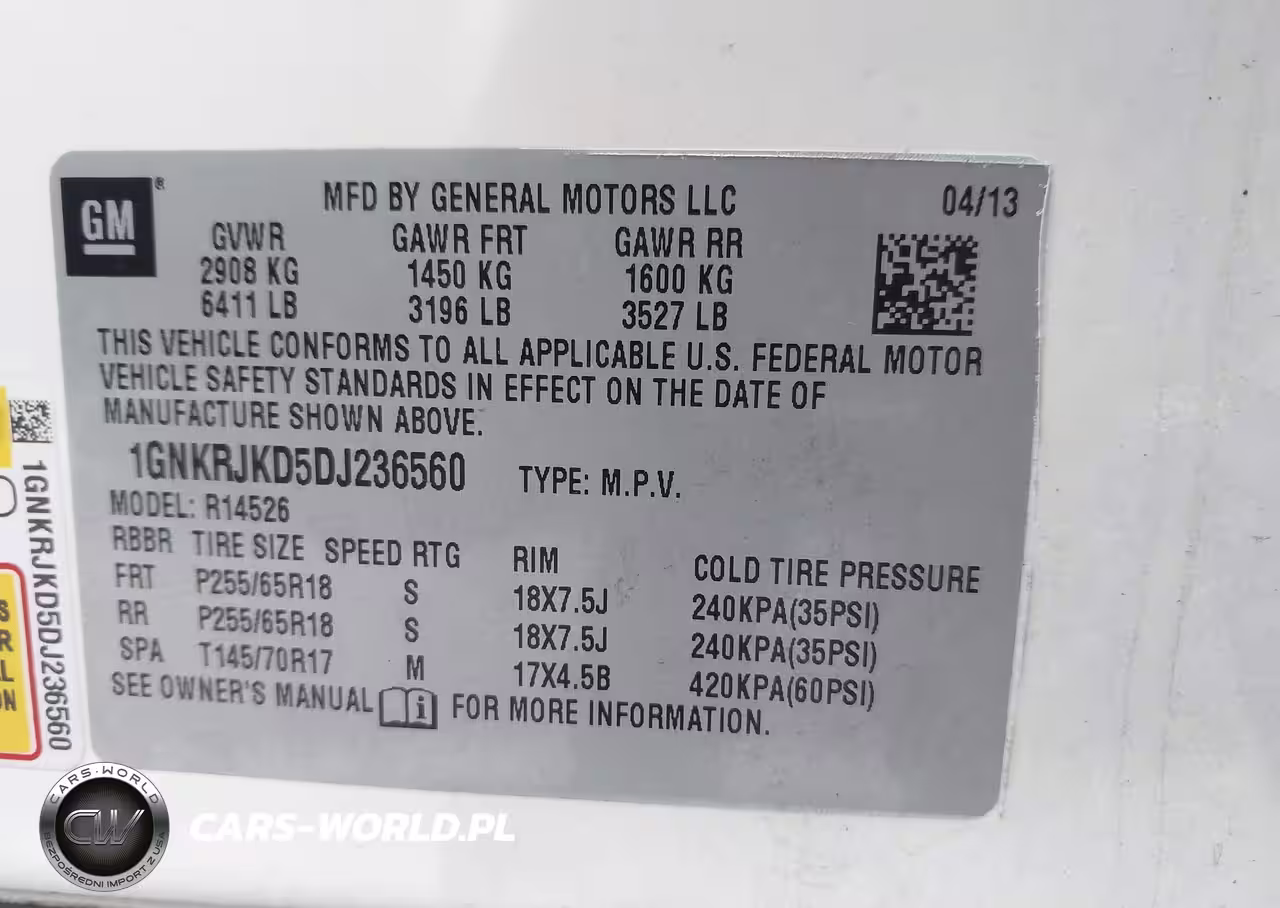 GM ®
MFD BY GENERAL MOTORS LLC 04/13
GVWR GAWR FRT GAWR RR
2908 KG 1450 KG 1600 KG
6411 LB 3196 LB 3527 LB
THIS VEHICLE CONFORMS TO ALL APPLICABLE U.S. FEDERAL MOTOR
VEHICLE SAFETY STANDARDS IN EFFECT ON THE DATE OF
MANUFACTURE SHOWN ABOVE.
1GNKRJKD5DJ236560 TYPE: M.P.V.
MODEL: R14526
RBBR TIRE SIZE SPEED RTG RIM COLD TIRE PRESSURE
FRT P255/65R18 S 18X7.5J 240KPA(35PSI)
RR P255/65R18 S 18X7.5J 240KPA(35PSI)
SPA T145/70R17 M 17X4.5B 420KPA(60PSI)
SEE OWNER'S MANUAL i FOR MORE INFORMATION.
1GNKRJKD5DJ236560
CARS-WORLD
CW
BEZPOŚREDNI IMPORT Z USA
CARS-WORLD.PL